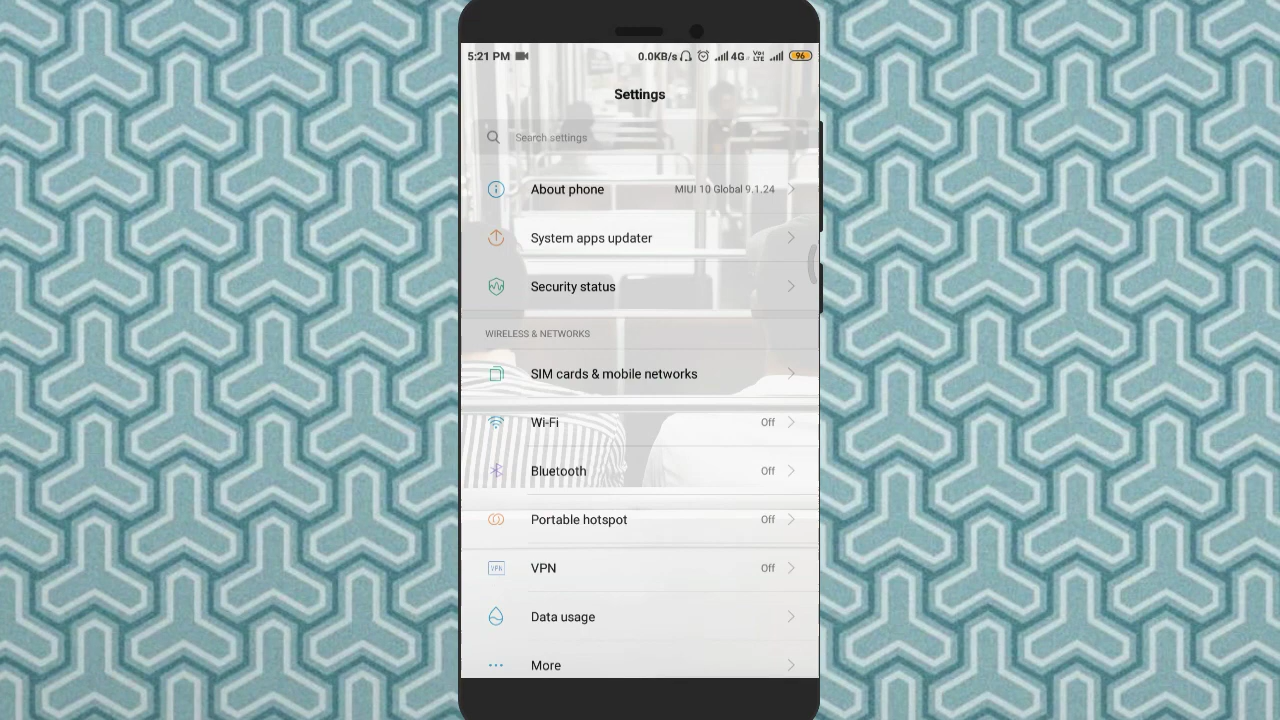 5:21 PM 0.0KB/s 4G VoLTE 96
Settings
Search settings
About phone MIUI 10 Global 9.1.24
System apps updater
Security status
WIRELESS & NETWORKS
SIM cards & mobile networks
Wi-Fi Off
Bluetooth Off
Portable hotspot Off
VPN VPN Off
Data usage
More